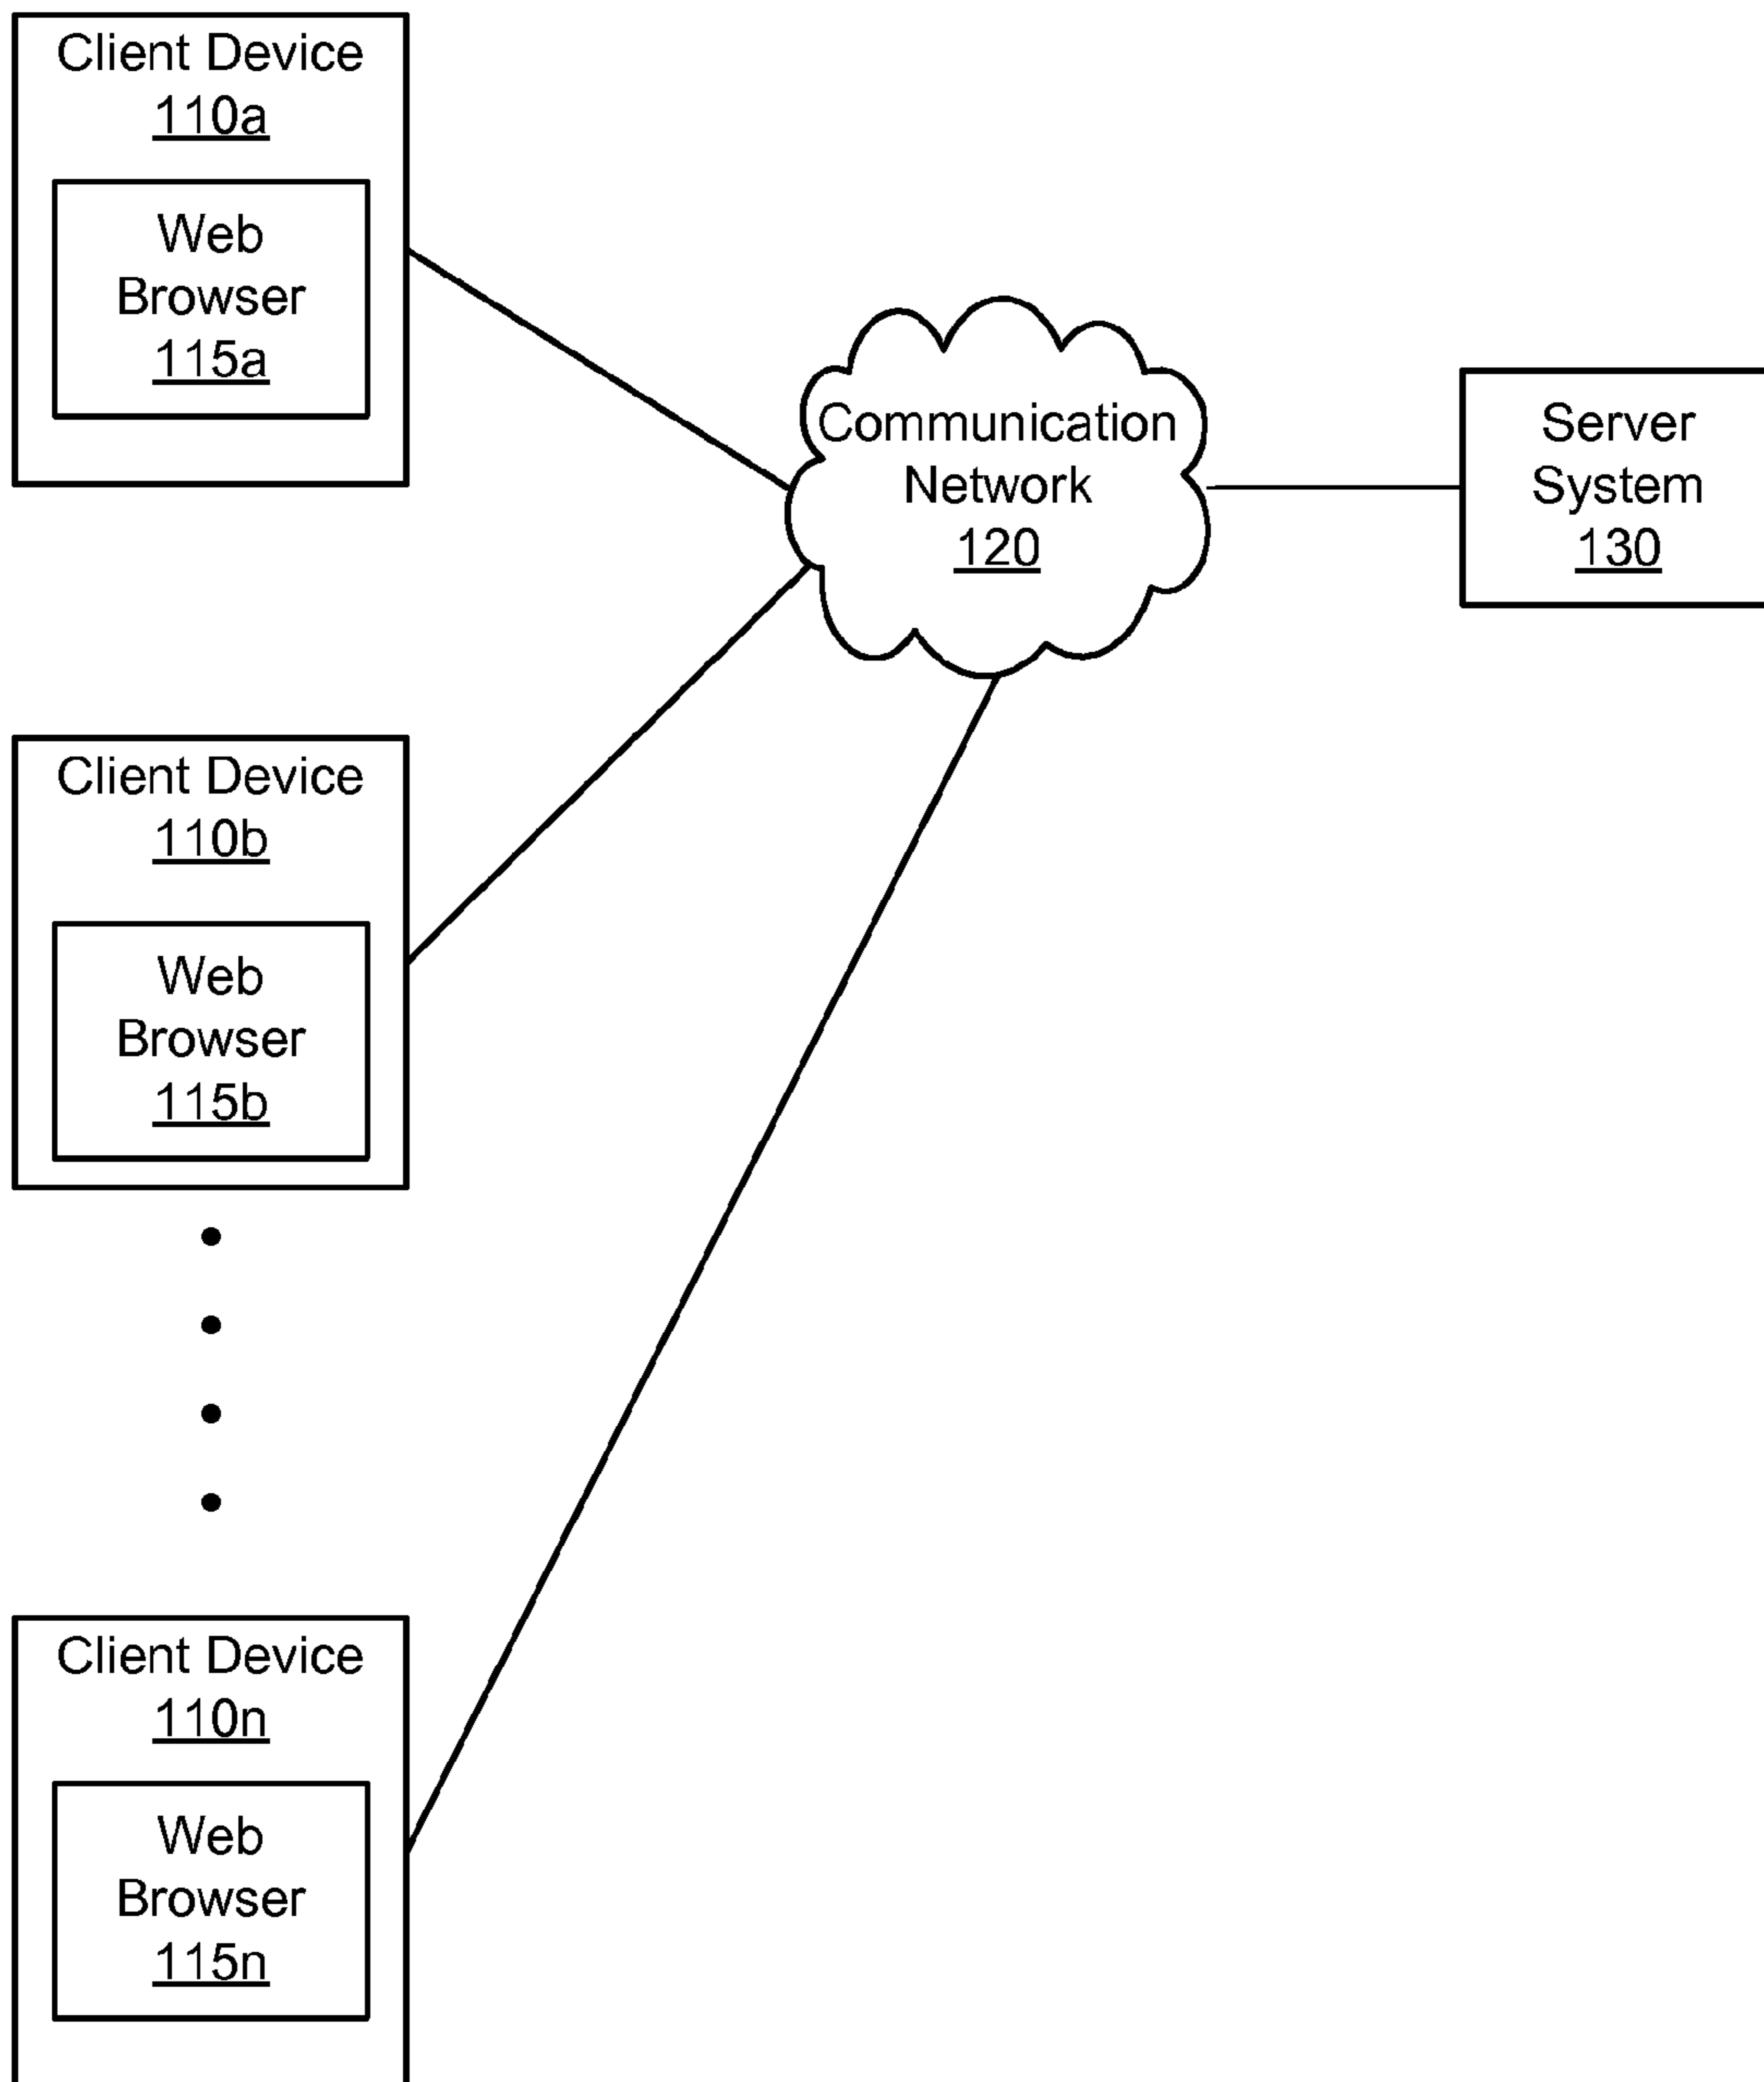 Client Device
110a
Web
Browser
115a
Communication
Network
120
Server
System
130
Client Device
110b
Web
Browser
115b
Client Device
110n
Web
Browser
115n